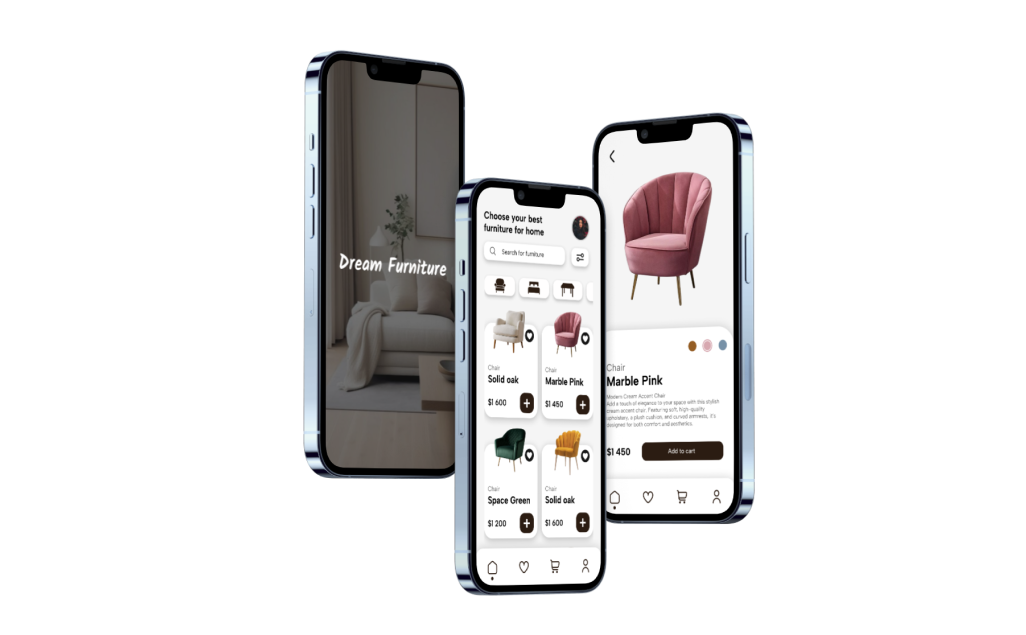 Dream Furniture
Choose your best
furniture for home
Search for furniture
Chair
Solid oak
$1 600
Chair
Marble Pink
$1 450
Chair
Space Green
$1 200
Chair
Solid oak
$1 600
Chair
Marble Pink
Modern Cream Accent Chair
Add a touch of elegance to your space with this stylish
cream accent chair. Featuring soft, high-quality
upholstery, a plush cushion, and curved armrests, it's
designed for both comfort and aesthetics.
$1 450
Add to cart